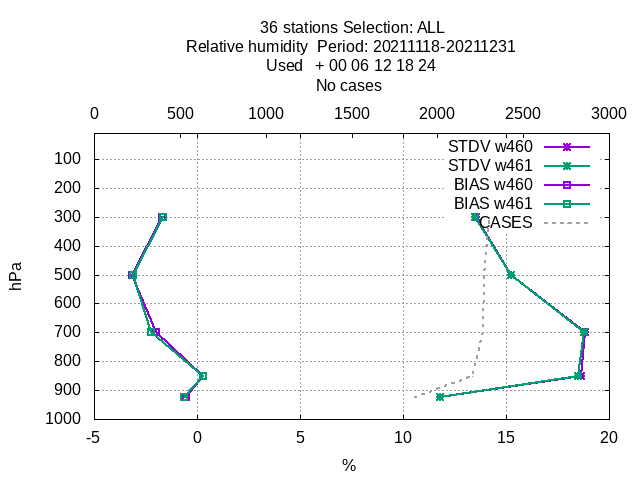 36 stations Selection: ALL
Relative humidity  Period: 20211118-20211231
Used   + 00 06 12 18 24
No cases
0 500 1000 1500 2000 2500 3000
STDV w460
STDV w461
BIAS w460
BIAS w461
CASES
hPa
100
200
300
400
500
600
700
800
900
1000
-5 0 5 10 15 20
%